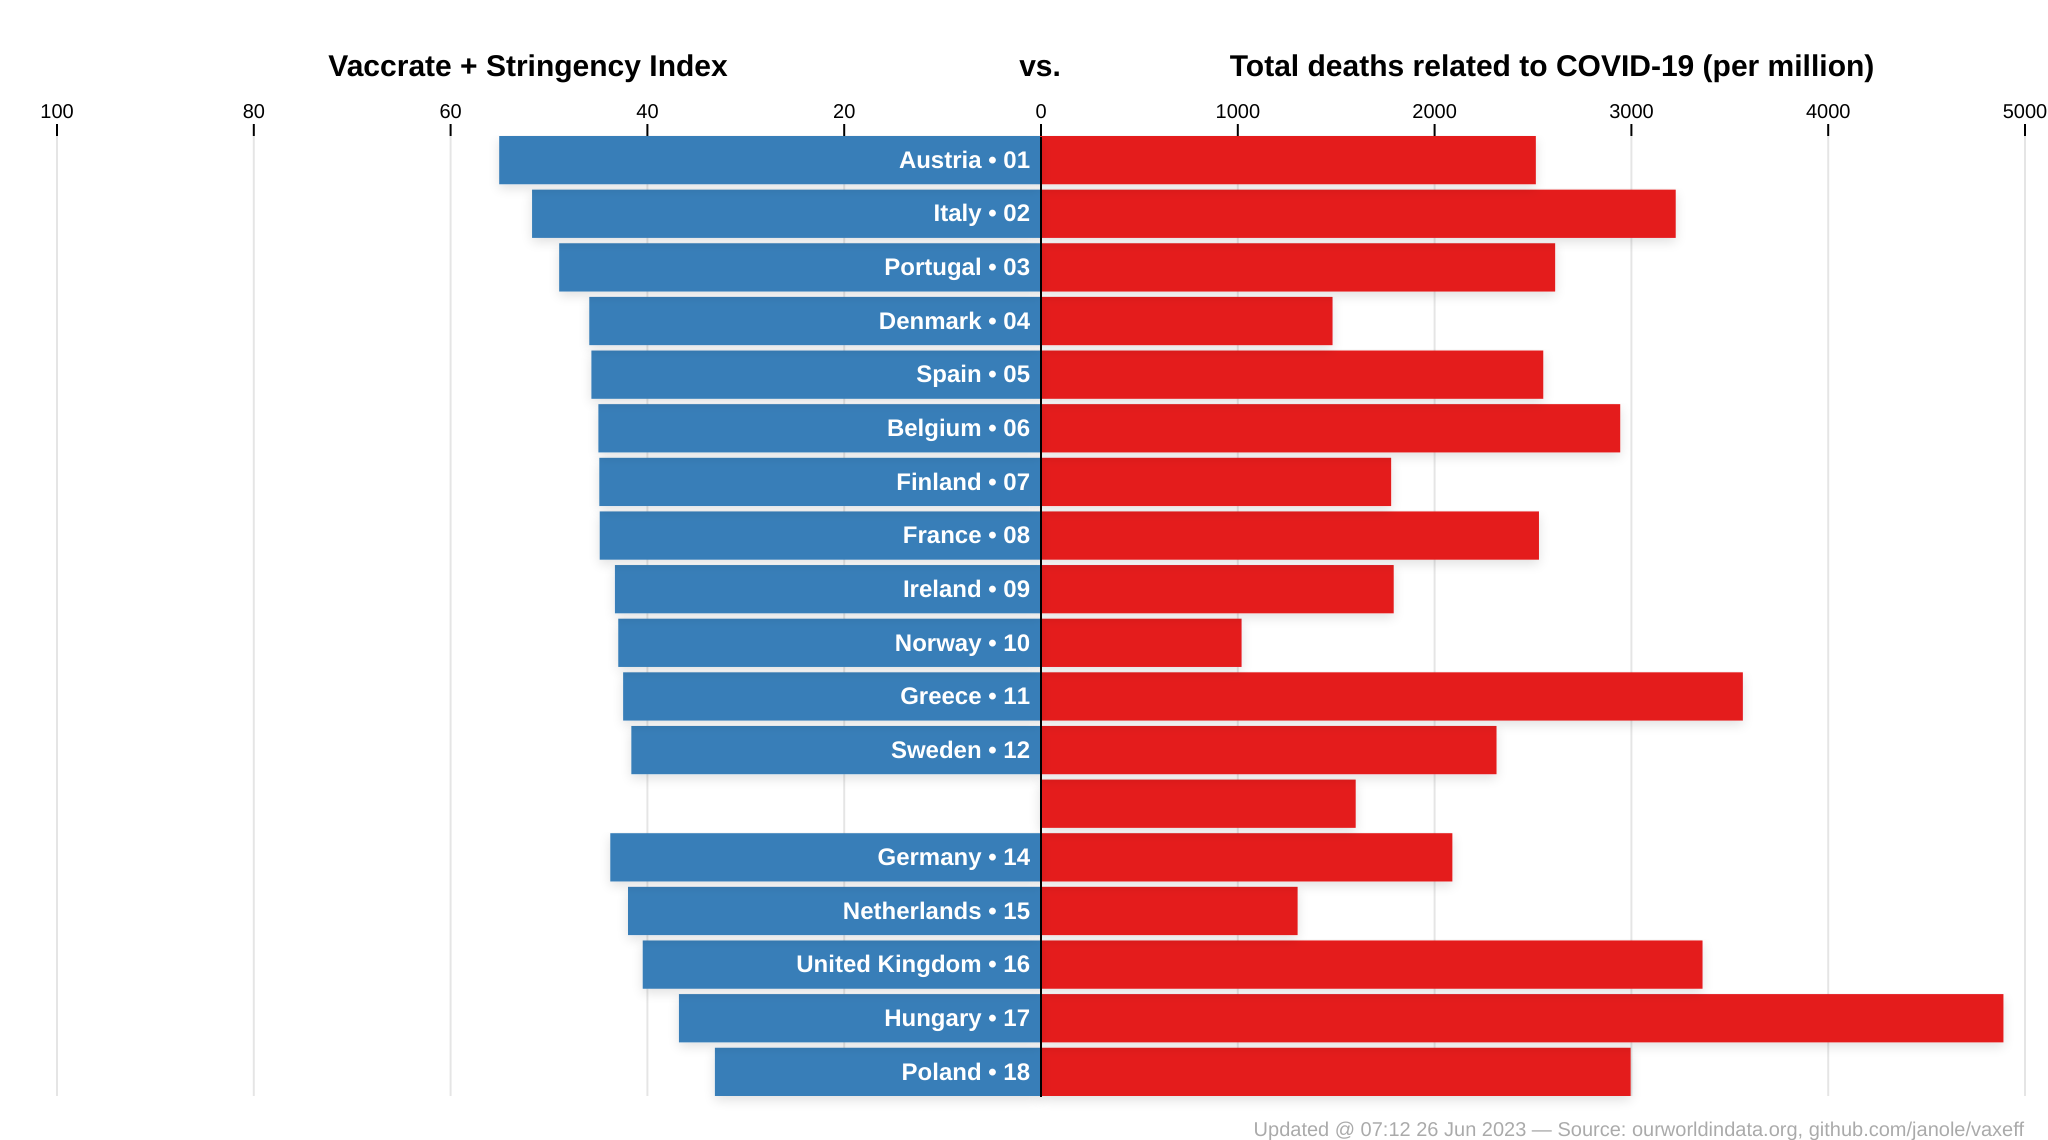 Vaccrate + Stringency Index vs. Total deaths related to COVID-19 (per million)
100 80 60 40 20 0 1000 2000 3000 4000 5000
Austria • 01
Italy • 02
Portugal • 03
Denmark • 04
Spain • 05
Belgium • 06
Finland • 07
France • 08
Ireland • 09
Norway • 10
Greece • 11
Sweden • 12
Germany • 14
Netherlands • 15
United Kingdom • 16
Hungary • 17
Poland • 18
Updated @ 07:12 26 Jun 2023 — Source: ourworldindata.org, github.com/janole/vaxeff